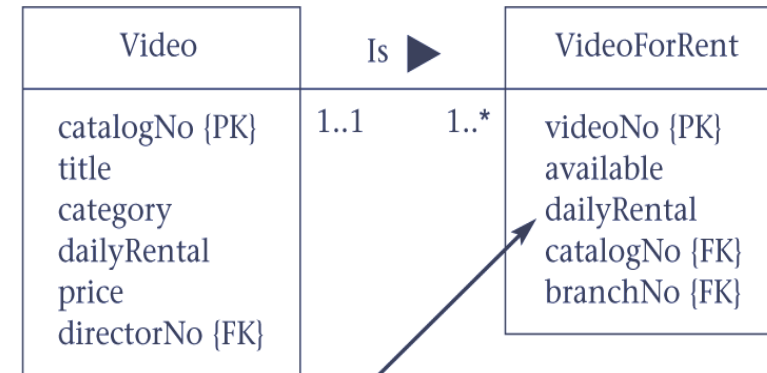 Video
Is
VideoForRent
1..1
1..*
catalogNo {PK}
title
category
dailyRental
price
directorNo {FK}
videoNo {PK}
available
dailyRental
catalogNo {FK}
branchNo {FK}